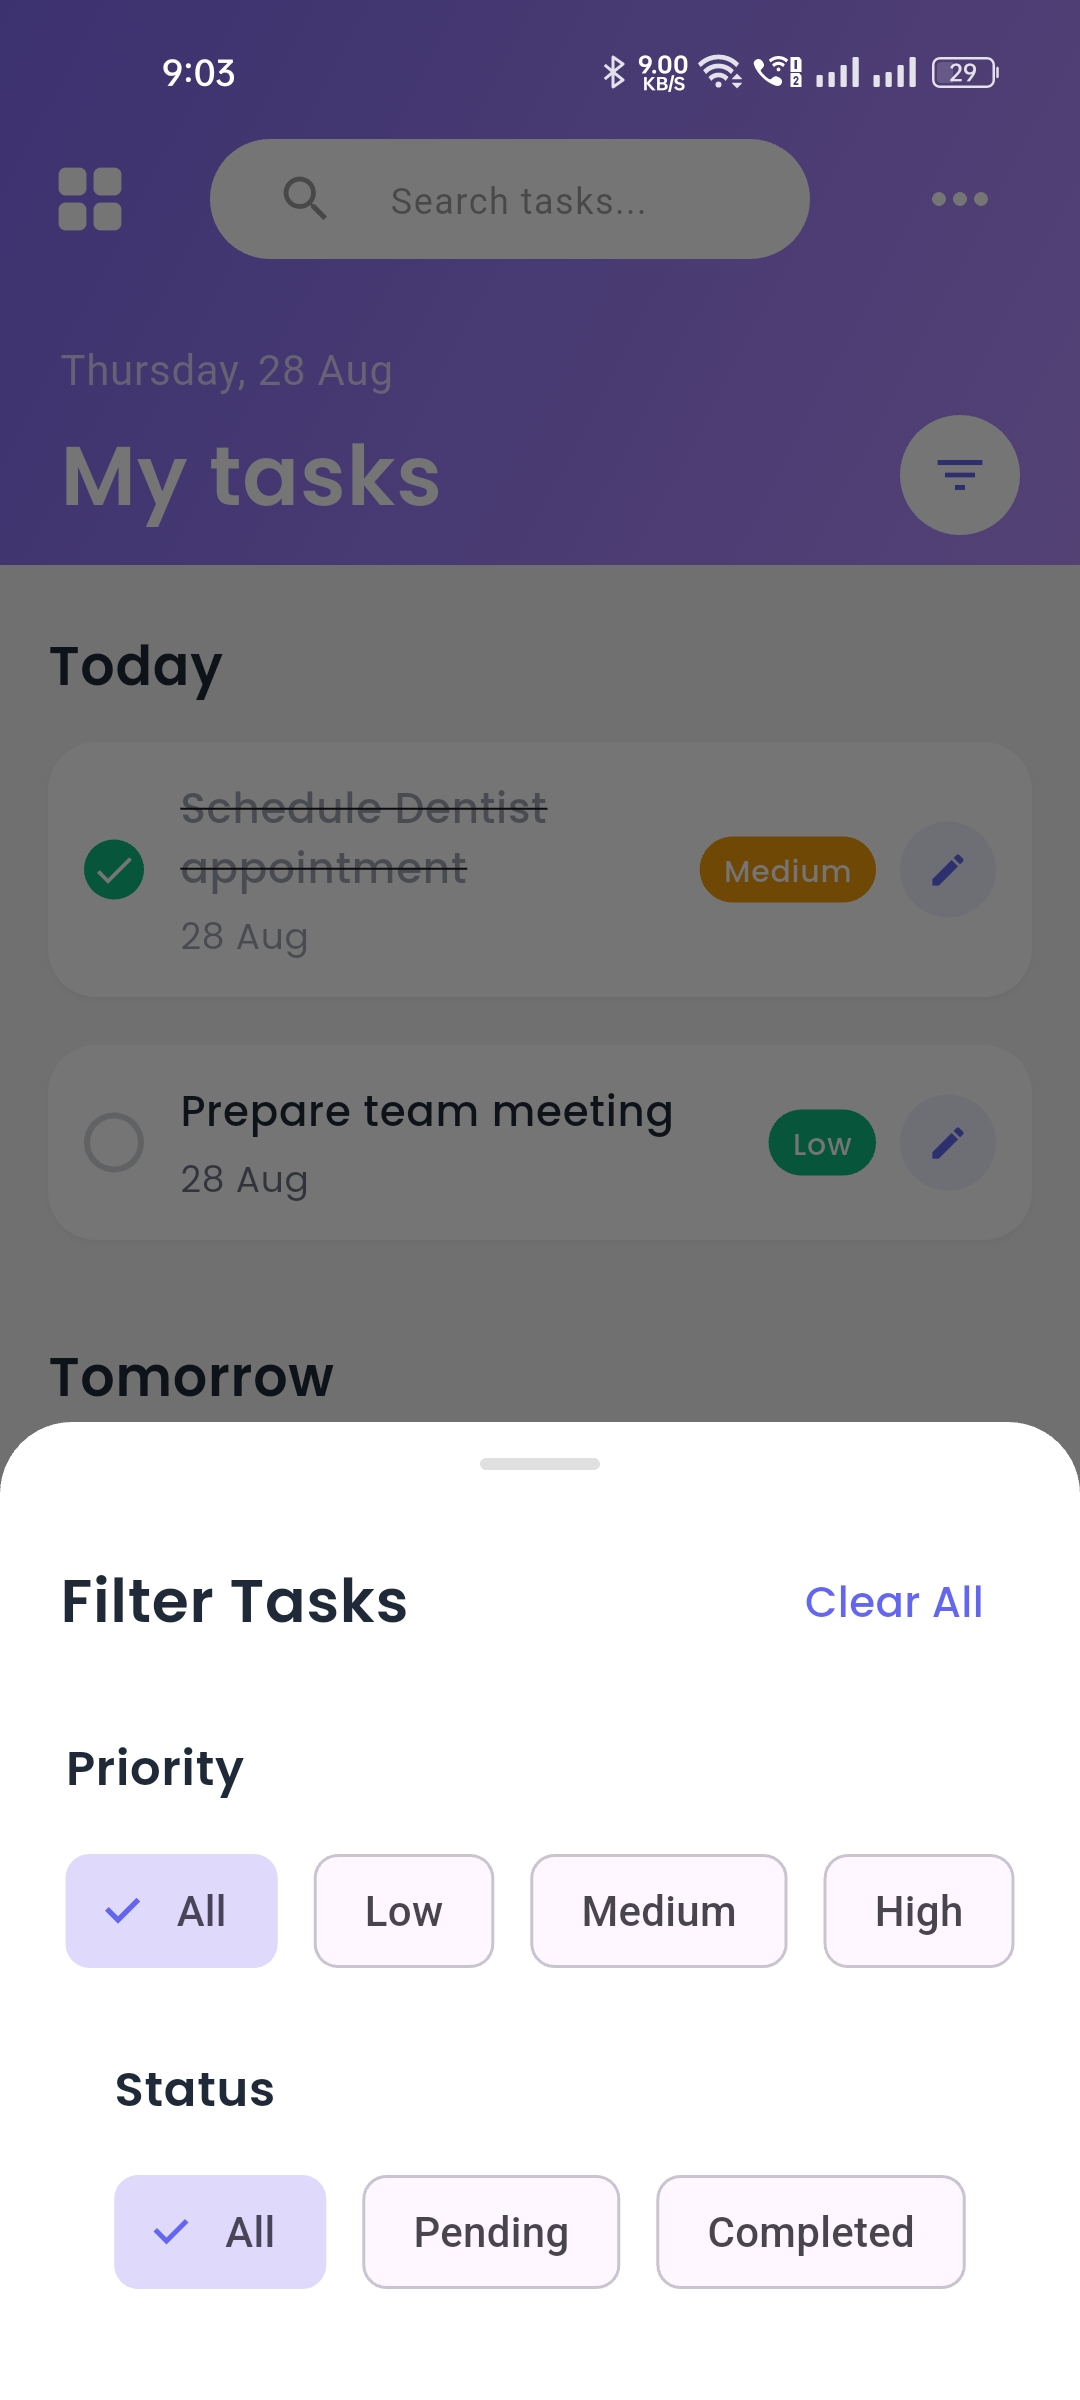 9:03
9.00
KB/S
1
2
29
Search tasks...
Thursday, 28 Aug
My tasks
Today
Schedule Dentist
appointment
28 Aug
Medium
Prepare team meeting
28 Aug
Low
Tomorrow
Filter Tasks
Clear All
Priority
All
Low
Medium
High
Status
All
Pending
Completed